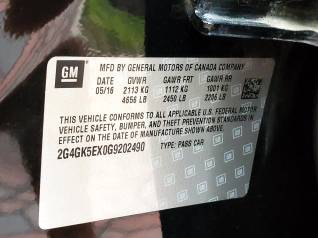 GM
MFD BY GENERAL MOTORS OF CANADA COMPANY
DATE GVWR GAWR FRT GAWR RR
05/16 2113 KG 1112 KG 1001 KG
4656 LB 2450 LB 2206 LB
THIS VEHICLE CONFORMS TO ALL APPLICABLE U.S. FEDERAL MOTOR
VEHICLE SAFETY, BUMPER, AND THEFT PREVENTION STANDARDS IN
EFFECT ON THE DATE OF MANUFACTURE SHOWN ABOVE.
2G4GK5EX0G9202490 TYPE: PASS CAR